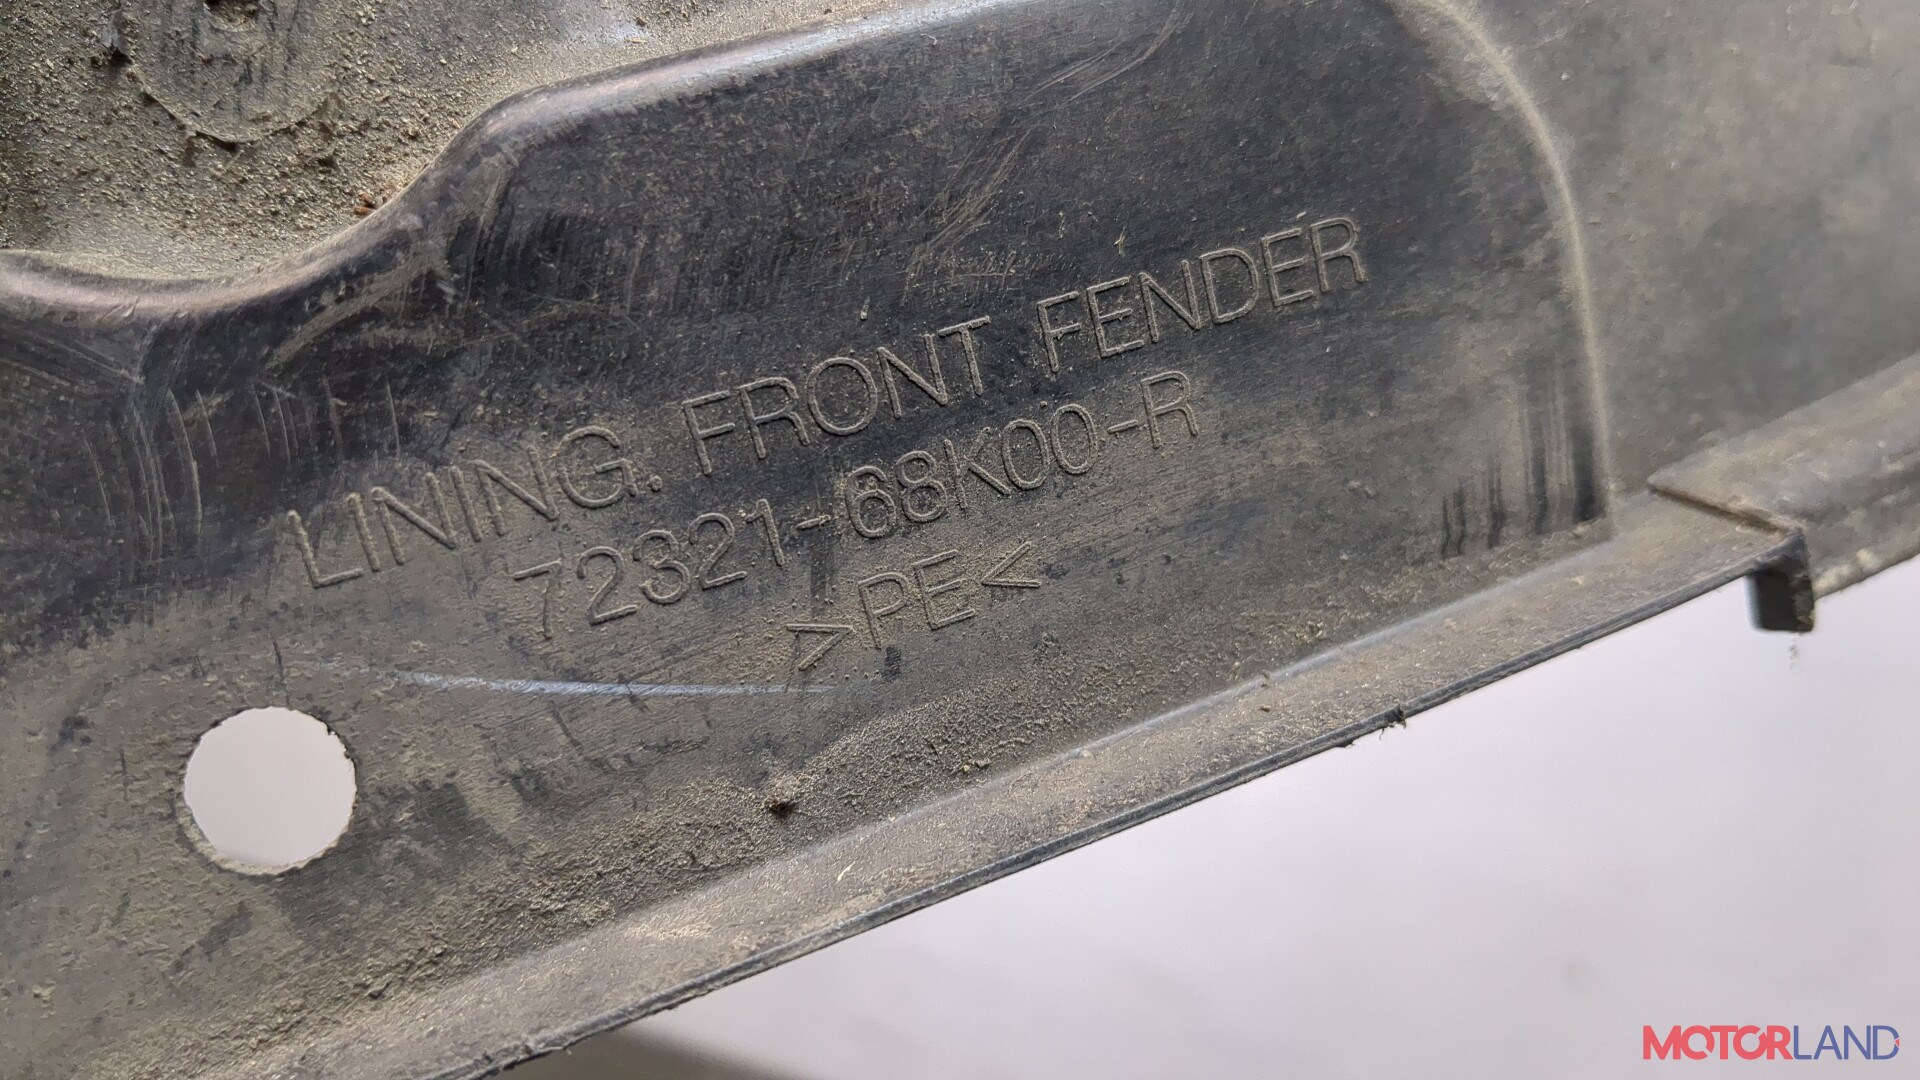 LINING. FRONT FENDER
72321-68K00-R
>PE<
MOTORLAND